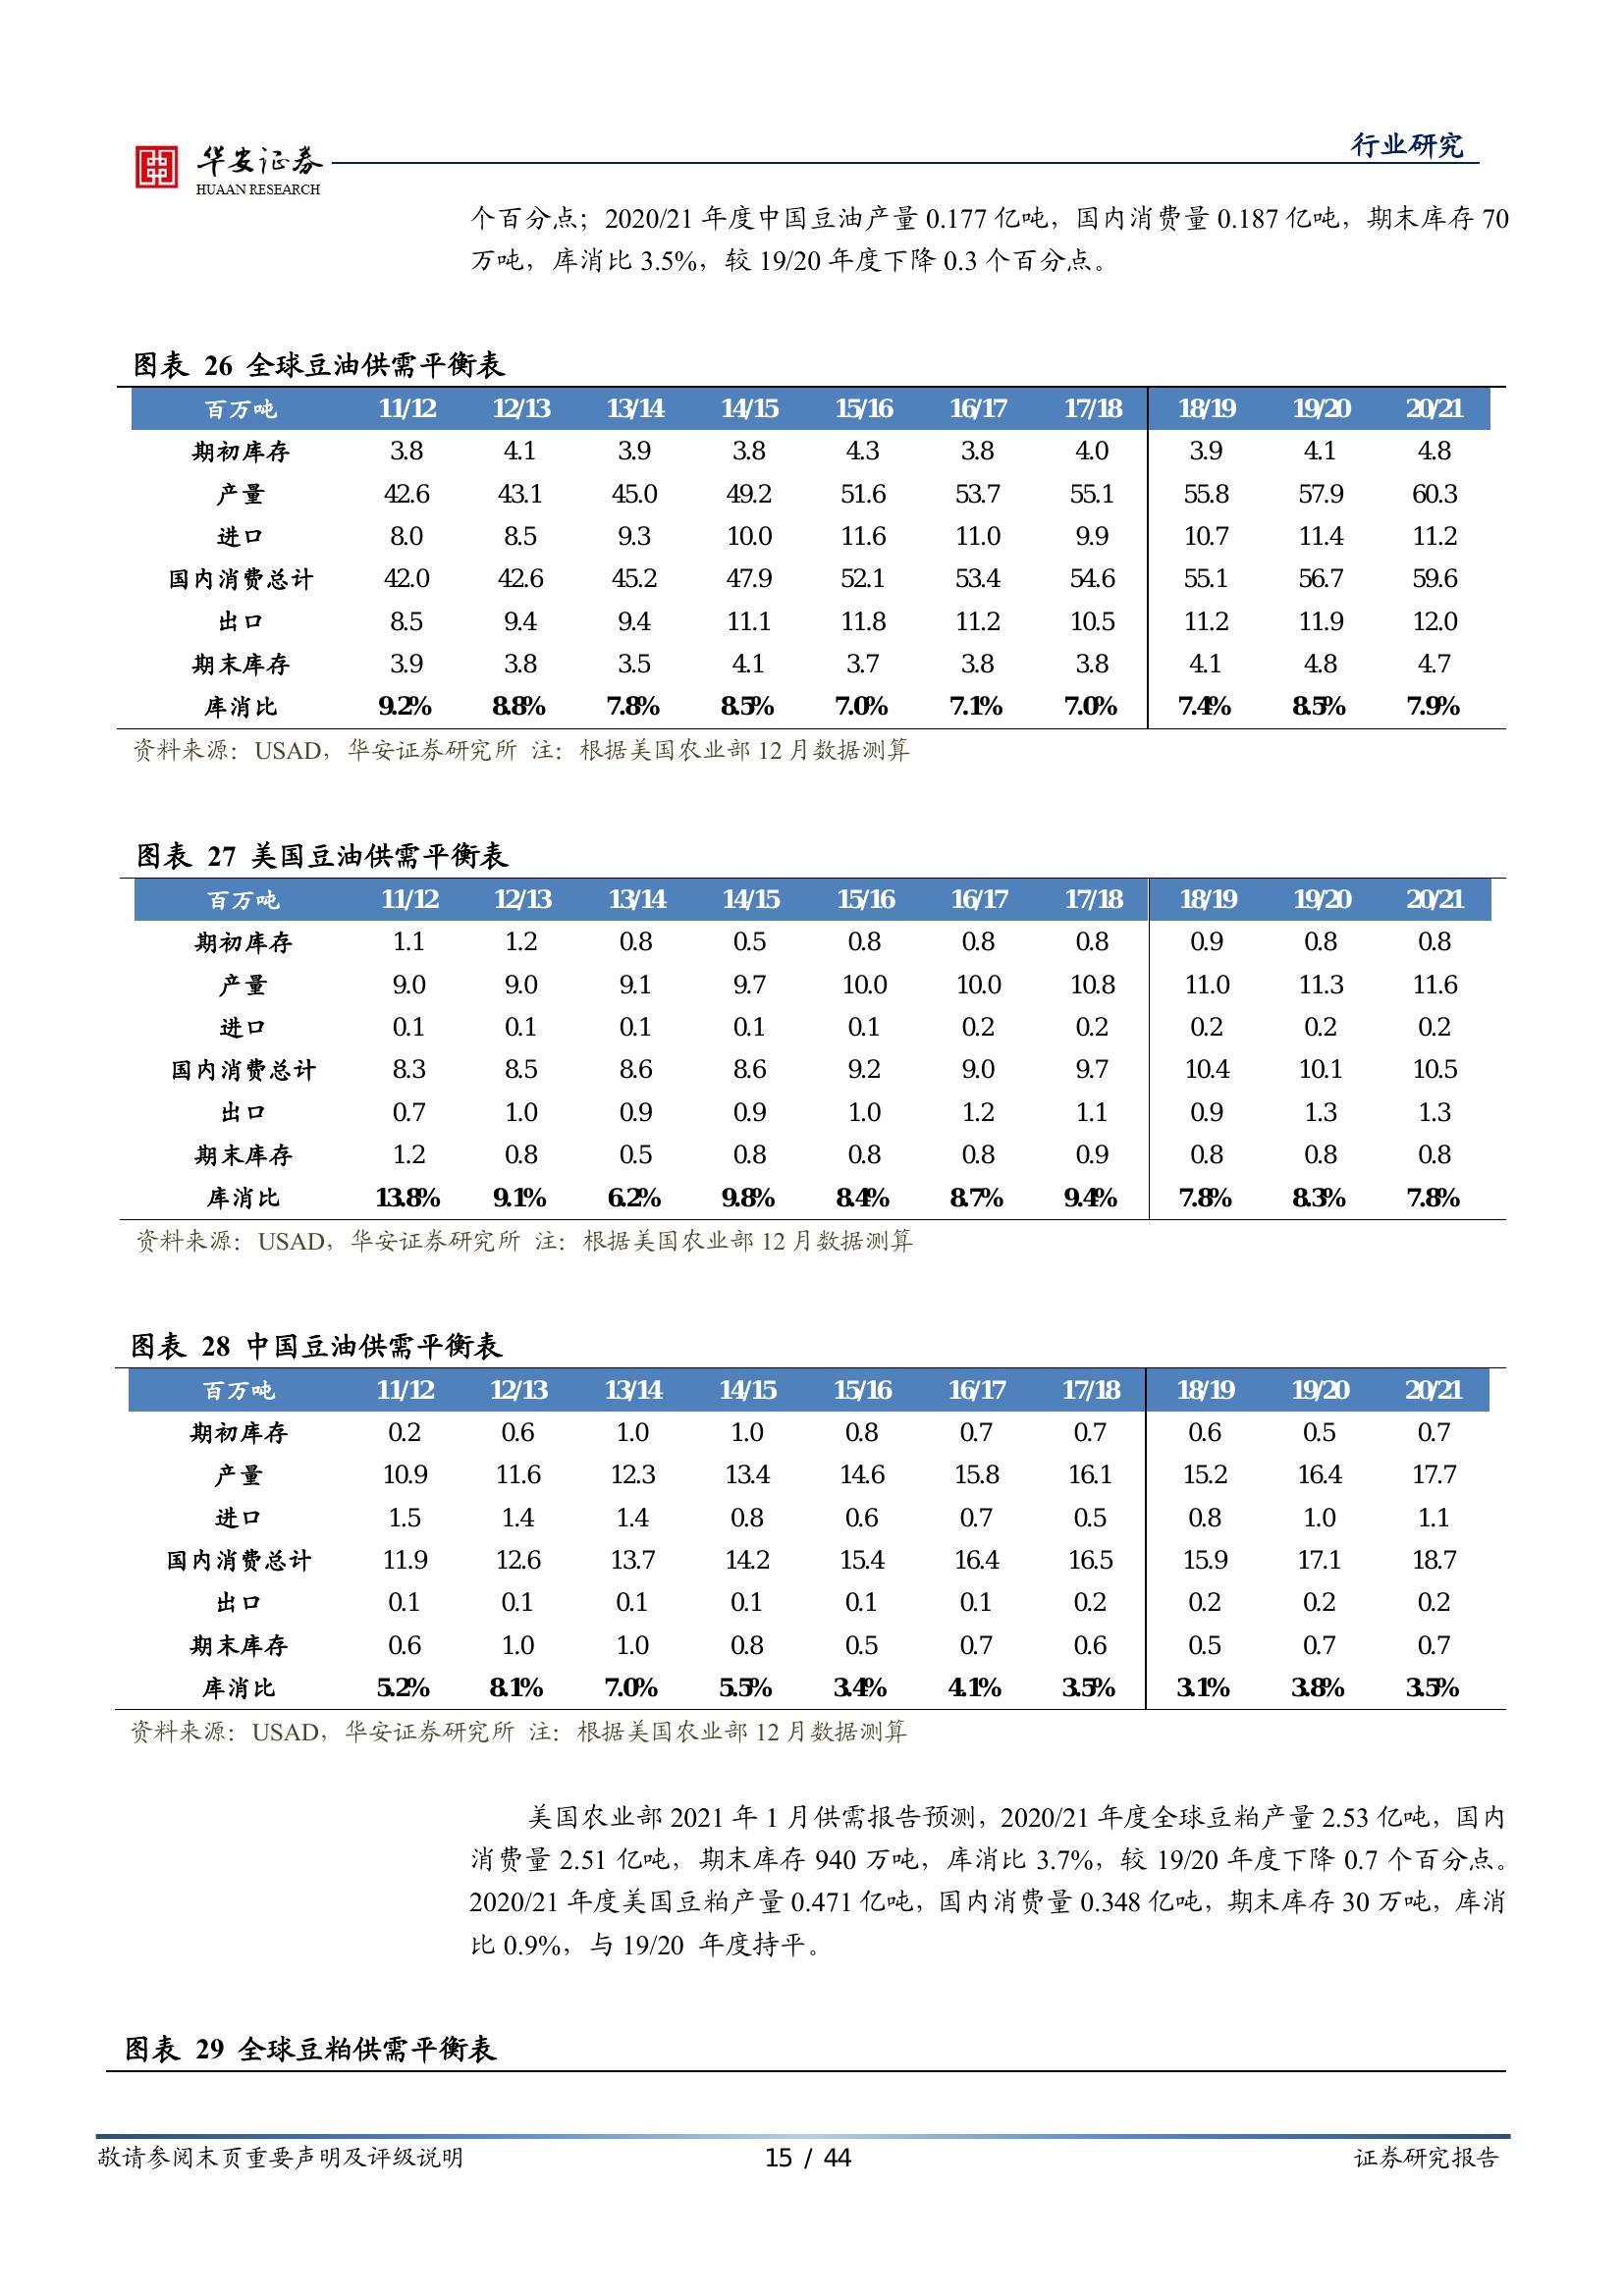 华安证券
HUAAN RESEARCH
行业研究
个百分点；2020/21 年度中国豆油产量 0.177 亿吨，国内消费量 0.187 亿吨，期末库存 70
万吨，库消比 3.5%，较 19/20 年度下降 0.3 个百分点。
图表 26 全球豆油供需平衡表
百万吨 11/12 12/13 13/14 14/15 15/16 16/17 17/18 18/19 19/20 20/21
期初库存 3.8 4.1 3.9 3.8 4.3 3.8 4.0 3.9 4.1 4.8
产量 42.6 43.1 45.0 49.2 51.6 53.7 55.1 55.8 57.9 60.3
进口 8.0 8.5 9.3 10.0 11.6 11.0 9.9 10.7 11.4 11.2
国内消费总计 42.0 42.6 45.2 47.9 52.1 53.4 54.6 55.1 56.7 59.6
出口 8.5 9.4 9.4 11.1 11.8 11.2 10.5 11.2 11.9 12.0
期末库存 3.9 3.8 3.5 4.1 3.7 3.8 3.8 4.1 4.8 4.7
库消比 9.2% 8.8% 7.8% 8.5% 7.0% 7.1% 7.0% 7.4% 8.5% 7.9%
资料来源：USAD，华安证券研究所 注：根据美国农业部 12 月数据测算
图表 27 美国豆油供需平衡表
百万吨 11/12 12/13 13/14 14/15 15/16 16/17 17/18 18/19 19/20 20/21
期初库存 1.1 1.2 0.8 0.5 0.8 0.8 0.8 0.9 0.8 0.8
产量 9.0 9.0 9.1 9.7 10.0 10.0 10.8 11.0 11.3 11.6
进口 0.1 0.1 0.1 0.1 0.1 0.2 0.2 0.2 0.2 0.2
国内消费总计 8.3 8.5 8.6 8.6 9.2 9.0 9.7 10.4 10.1 10.5
出口 0.7 1.0 0.9 0.9 1.0 1.2 1.1 0.9 1.3 1.3
期末库存 1.2 0.8 0.5 0.8 0.8 0.8 0.9 0.8 0.8 0.8
库消比 13.8% 9.1% 6.2% 9.8% 8.4% 8.7% 9.4% 7.8% 8.3% 7.8%
资料来源：USAD，华安证券研究所 注：根据美国农业部 12 月数据测算
图表 28 中国豆油供需平衡表
百万吨 11/12 12/13 13/14 14/15 15/16 16/17 17/18 18/19 19/20 20/21
期初库存 0.2 0.6 1.0 1.0 0.8 0.7 0.7 0.6 0.5 0.7
产量 10.9 11.6 12.3 13.4 14.6 15.8 16.1 15.2 16.4 17.7
进口 1.5 1.4 1.4 0.8 0.6 0.7 0.5 0.8 1.0 1.1
国内消费总计 11.9 12.6 13.7 14.2 15.4 16.4 16.5 15.9 17.1 18.7
出口 0.1 0.1 0.1 0.1 0.1 0.1 0.2 0.2 0.2 0.2
期末库存 0.6 1.0 1.0 0.8 0.5 0.7 0.6 0.5 0.7 0.7
库消比 5.2% 8.1% 7.0% 5.5% 3.4% 4.1% 3.5% 3.1% 3.8% 3.5%
资料来源：USAD，华安证券研究所 注：根据美国农业部 12 月数据测算
美国农业部 2021 年 1 月供需报告预测，2020/21 年度全球豆粕产量 2.53 亿吨，国内
消费量 2.51 亿吨，期末库存 940 万吨，库消比 3.7%，较 19/20 年度下降 0.7 个百分点。
2020/21 年度美国豆粕产量 0.471 亿吨，国内消费量 0.348 亿吨，期末库存 30 万吨，库消
比 0.9%，与 19/20 年度持平。
图表 29 全球豆粕供需平衡表
敬请参阅末页重要声明及评级说明 15 / 44 证券研究报告